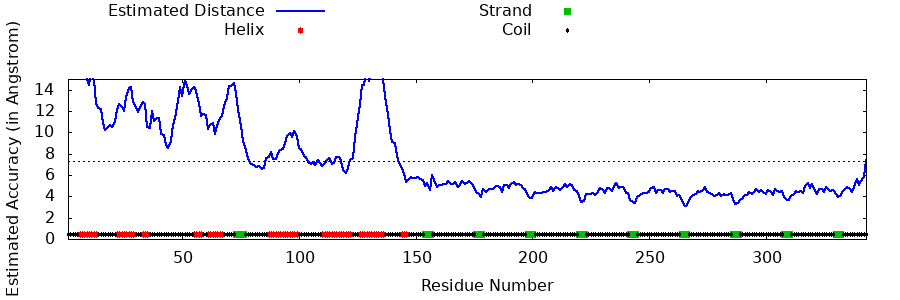 Estimated Distance
Strand
Helix
Coil
Estimated Accuracy (in Angstrom)
14
12
10
8
6
4
2
0
50
100
150
200
250
300
Residue Number